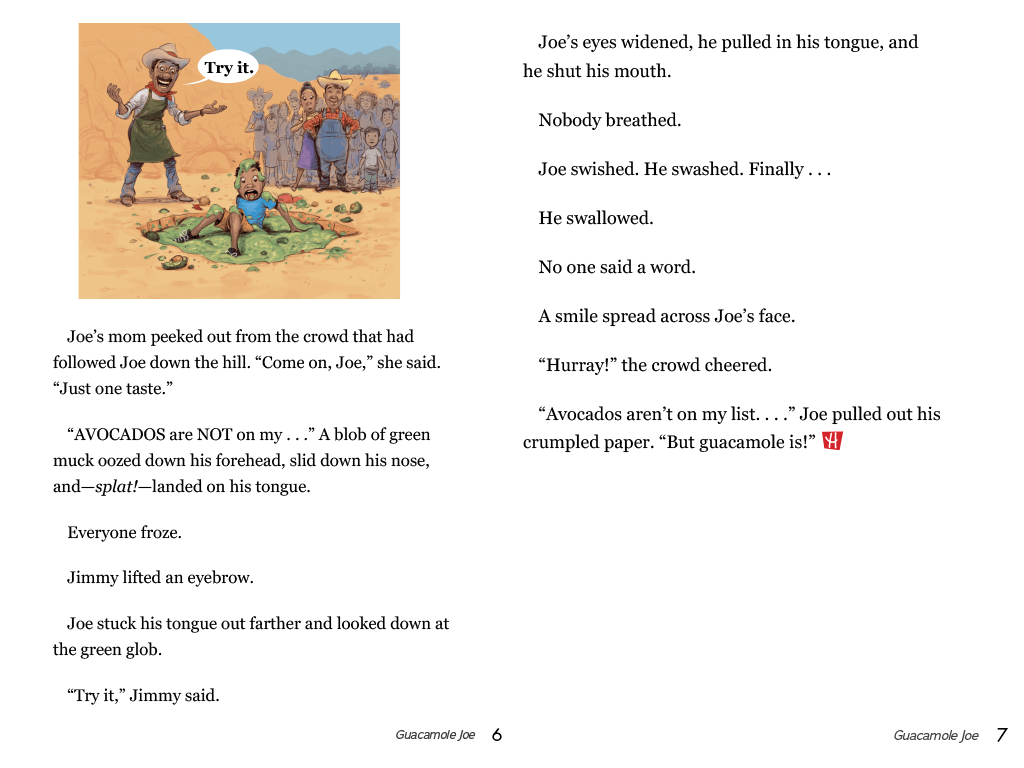 Try it.
Joe’s mom peeked out from the crowd that had
followed Joe down the hill. “Come on, Joe,” she said.
“Just one taste.”
“AVOCADOS are NOT on my . . .” A blob of green
muck oozed down his forehead, slid down his nose,
and—splat!—landed on his tongue.
Everyone froze.
Jimmy lifted an eyebrow.
Joe stuck his tongue out farther and looked down at
the green glob.
“Try it,” Jimmy said.
Guacamole Joe 6
Joe’s eyes widened, he pulled in his tongue, and
he shut his mouth.
Nobody breathed.
Joe swished. He swashed. Finally . . .
He swallowed.
No one said a word.
A smile spread across Joe’s face.
“Hurray!” the crowd cheered.
“Avocados aren’t on my list. . . .” Joe pulled out his
crumpled paper. “But guacamole is!” H
Guacamole Joe 7